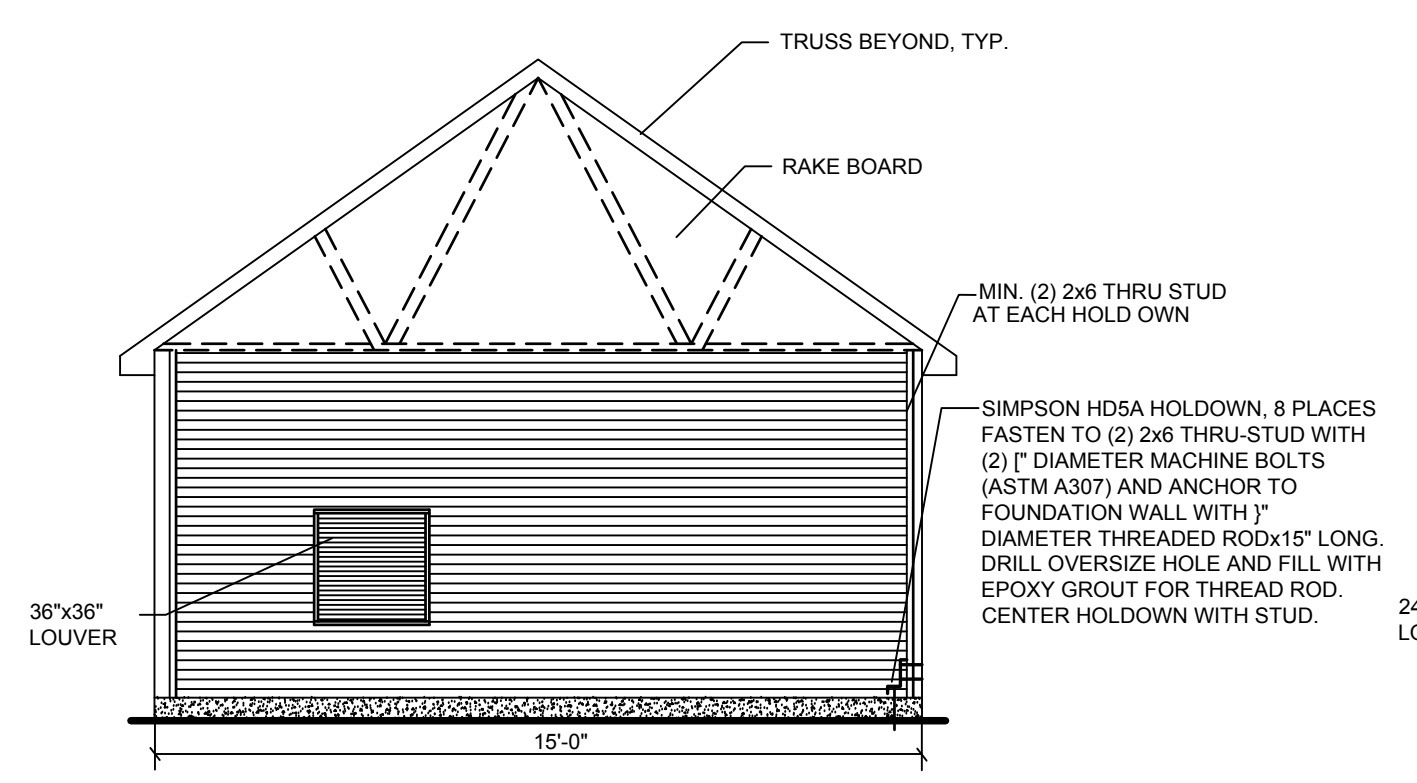 TRUSS BEYOND, TYP.
RAKE BOARD
MIN. (2) 2x6 THRU STUD
AT EACH HOLD OWN
SIMPSON HD5A HOLDOWN, 8 PLACES
FASTEN TO (2) 2x6 THRU-STUD WITH
(2) [" DIAMETER MACHINE BOLTS
(ASTM A307) AND ANCHOR TO
FOUNDATION WALL WITH }"
DIAMETER THREADED RODx15" LONG.
DRILL OVERSIZE HOLE AND FILL WITH
EPOXY GROUT FOR THREAD ROD.
CENTER HOLDOWN WITH STUD.
36"x36"
LOUVER
24
LO
15'-0"